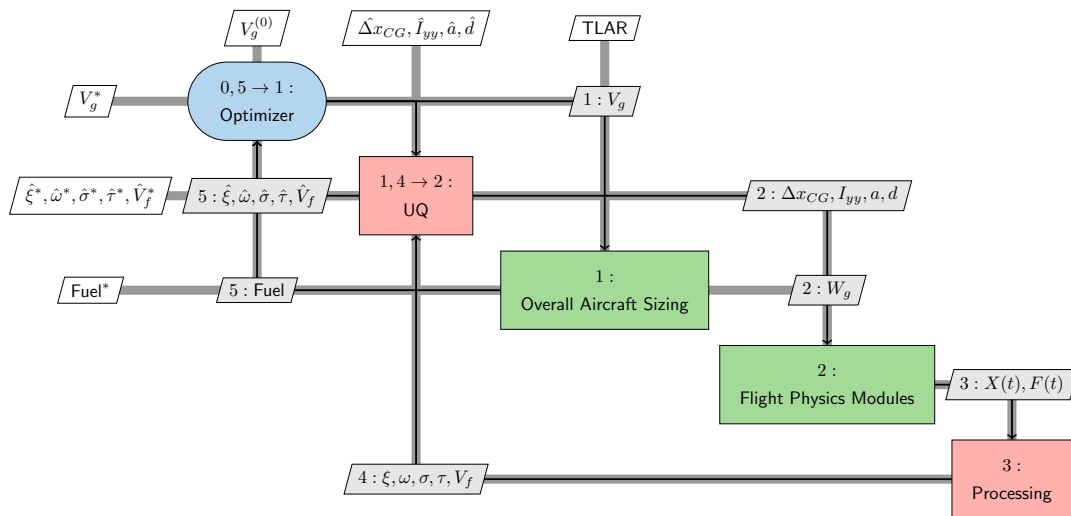 V_g^{(0)}
\hat{\Delta x}_{CG}, \hat{I}_{yy}, \hat{a}, \hat{d}
TLAR
V_g^*
0, 5 → 1 :
Optimizer
1 : V_g
\hat{ξ}^*, \hat{ω}^*, \hat{σ}^*, \hat{τ}^*, \hat{V}_f^*
5 : \hat{ξ}, \hat{ω}, \hat{σ}, \hat{τ}, \hat{V}_f
1, 4 → 2 :
UQ
2 : Δx_{CG}, I_{yy}, a, d
Fuel*
5 : Fuel
1 :
Overall Aircraft Sizing
2 : W_g
2 :
Flight Physics Modules
3 : X(t), F(t)
4 : ξ, ω, σ, τ, V_f
3 :
Processing